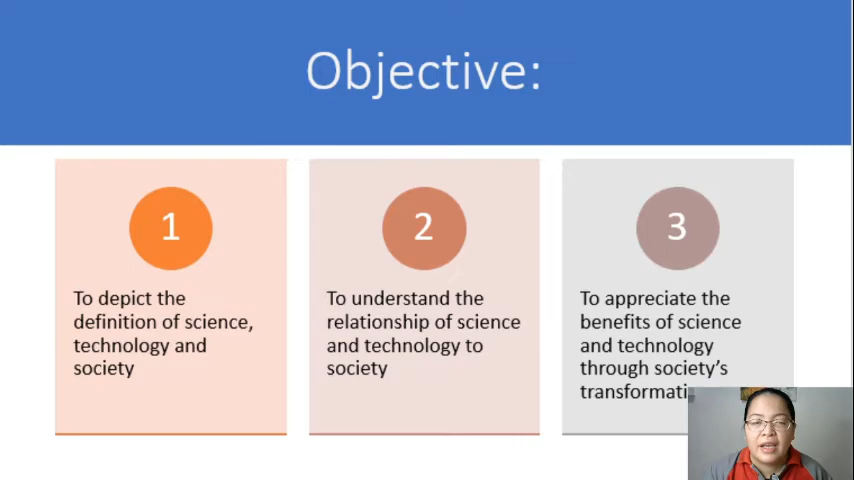 Objective:
1
To depict the
definition of science,
technology and
society
2
To understand the
relationship of science
and technology to
society
3
To appreciate the
benefits of science
and technology
through society's